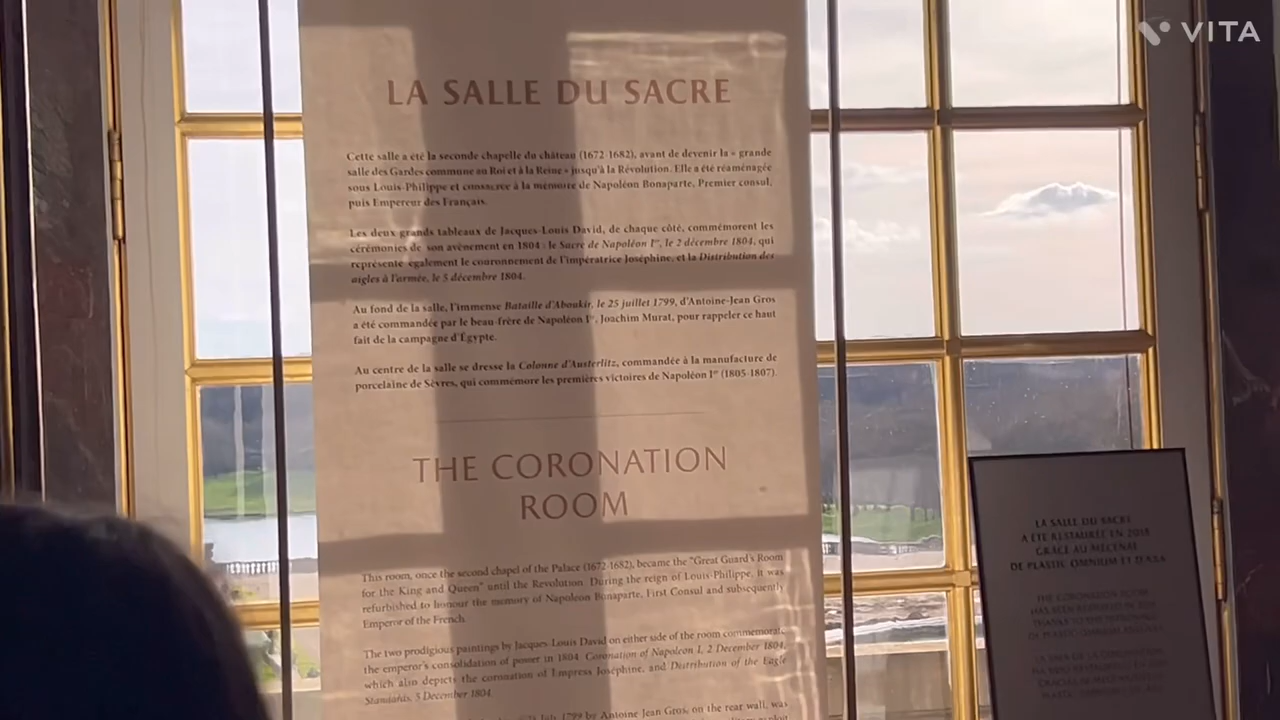 VITA
LA SALLE DU SACRE
Cette salle a été la seconde chapelle du château (1672-1682), avant de devenir la « grande
salle des Gardes commune au Roi et à la Reine » jusqu'à la Révolution. Elle a été réaménagée
sous Louis-Philippe et consacrée à la mémoire de Napoléon Bonaparte, Premier consul,
puis Empereur des Français.
Les deux grands tableaux de Jacques-Louis David, de chaque côté, commémorent les
cérémonies de son avènement en 1804 : le Sacre de Napoléon Ier, le 2 décembre 1804, qui
représente également le couronnement de l'impératrice Joséphine, et la Distribution des
aigles à l'armée, le 5 décembre 1804.
Au fond de la salle, l'immense Bataille d'Aboukir, le 25 juillet 1799, d'Antoine-Jean Gros
a été commandée par le beau-frère de Napoléon Ier, Joachim Murat, pour rappeler ce haut
fait de la campagne d'Égypte.
Au centre de la salle se dresse la Colonne d'Austerlitz, commandée à la manufacture de
porcelaine de Sèvres, qui commémore les premières victoires de Napoléon Ier (1805-1807).
THE CORONATION
ROOM
This room, once the second chapel of the Palace (1672-1682), became the "Great Guard's Room
for the King and Queen" until the Revolution. During the reign of Louis-Philippe, it was
refurbished to honour the memory of Napoleon Bonaparte, First Consul and subsequently
Emperor of the French.
The two prodigious paintings by Jacques-Louis David on either side of the room commemorate
the emperor's consolidation of power in 1804: Coronation of Napoleon I, 2 December 1804,
which also depicts the coronation of Empress Joséphine, and Distribution of the Eagle
Standards, 5 December 1804.
July 1799 by Antoine Jean Gros, on the rear wall, was
LA SALLE DU SACRE
A ÉTÉ RESTAURÉE EN
GRÂCE AU MÉCÉNAT
DE PLASTIC OMNIUM ET
THE CORONATION ROOM
HAS BEEN
THANKS TO THE
DE PLASTIC OMNIUM